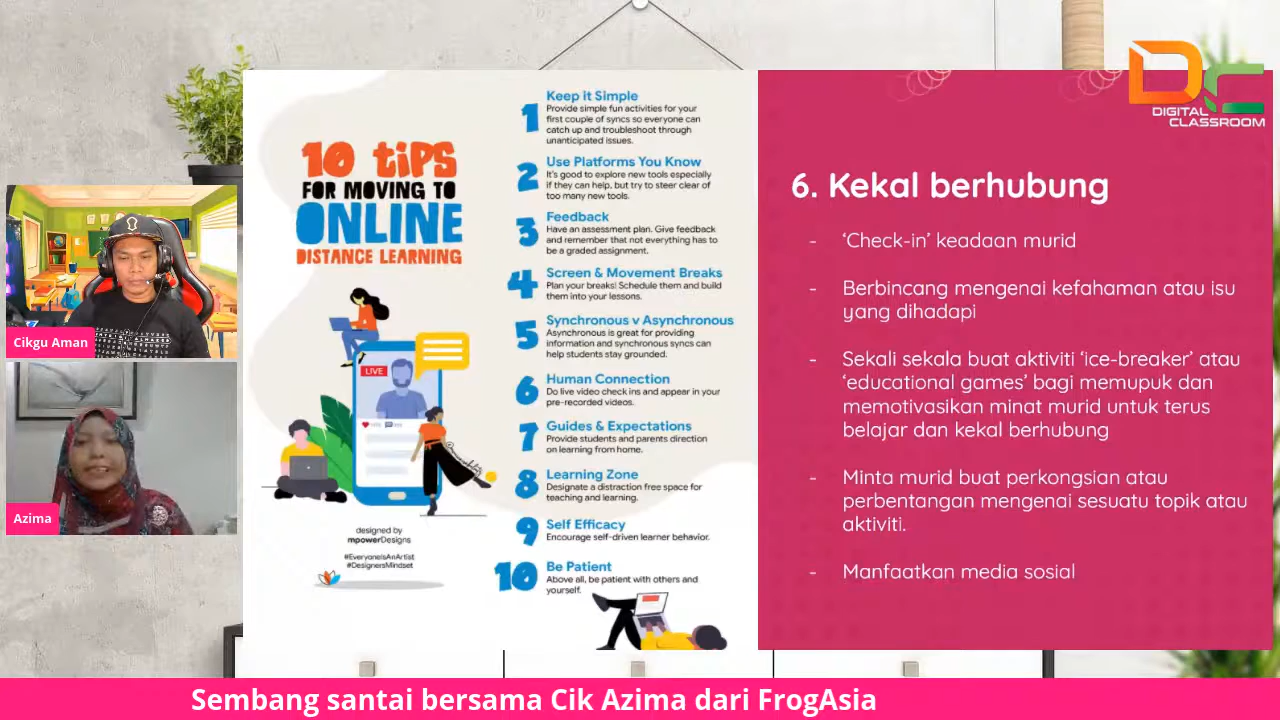 10 tips
FOR MOVING TO
ONLINE
DISTANCE LEARNING
LIVE
designed by
mpowerDesigns
#EveryoneIsAnArtist
#DesignersMindset
1
Keep it Simple
Provide simple fun activities for your
first couple of syncs so everyone can
catch up and troubleshoot through
unanticipated issues.
2
Use Platforms You Know
It's good to explore new tools especially
if they can help, but try to steer clear of
too many new tools.
3
Feedback
Have an assessment plan. Give feedback
and remember that not everything has to
be a graded assignment.
4
Screen & Movement Breaks
Plan your breaks! Schedule them and build
them into your lessons.
5
Synchronous v Asynchronous
Asynchronous is great for providing
information and synchronous syncs can
help students stay grounded.
6
Human Connection
Do live video check ins and appear in your
pre-recorded videos.
7
Guides & Expectations
Provide students and parents direction
on learning from home.
8
Learning Zone
Designate a distraction free space for
teaching and learning.
9
Self Efficacy
Encourage self-driven learner behavior.
10
Be Patient
Above all, be patient with others and
yourself.
DC
DIGITAL
CLASSROOM
6. Kekal berhubung
- ‘Check-in’ keadaan murid
- Berbincang mengenai kefahaman atau isu
yang dihadapi
- Sekali sekala buat aktiviti ‘ice-breaker’ atau
‘educational games’ bagi memupuk dan
memotivasikan minat murid untuk terus
belajar dan kekal berhubung
- Minta murid buat perkongsian atau
perbentangan mengenai sesuatu topik atau
aktiviti.
- Manfaatkan media sosial
Cikgu Aman
Azima
Sembang santai bersama Cik Azima dari FrogAsia